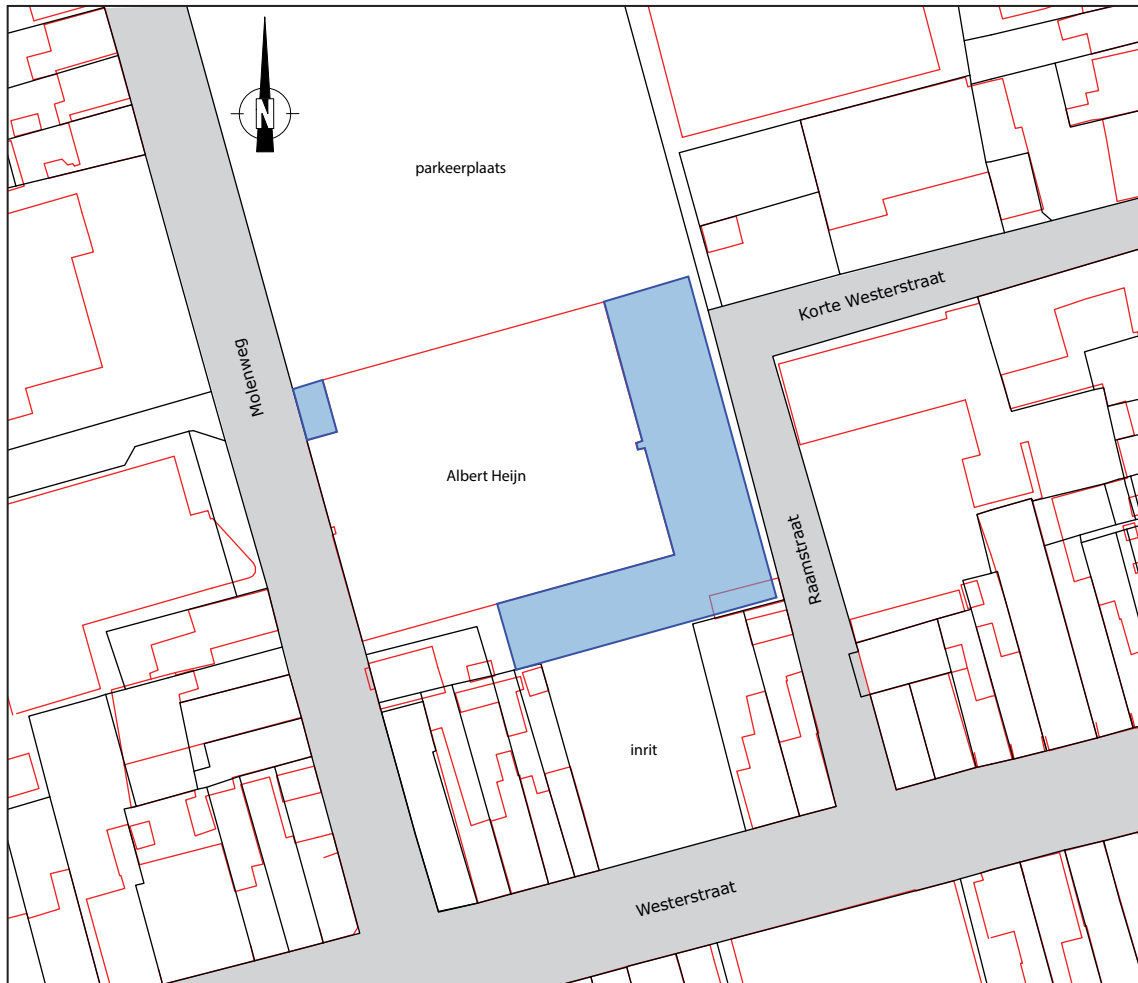 N
parkeerplaats
Korte Westerstraat
Molenweg
Albert Heijn
Raamstraat
inrit
Westerstraat